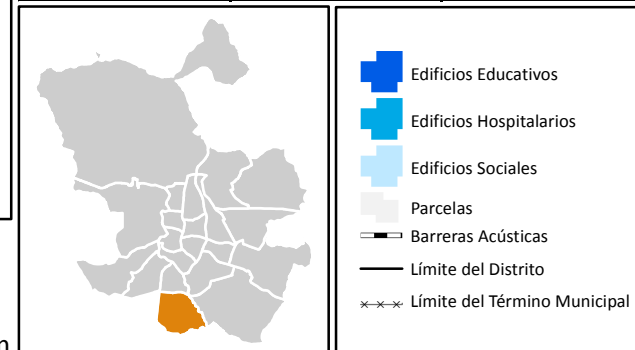 Edificios Educativos
Edificios Hospitalarios
Edificios Sociales
Parcelas
Barreras Acústicas
Límite del Distrito
Límite del Término Municipal